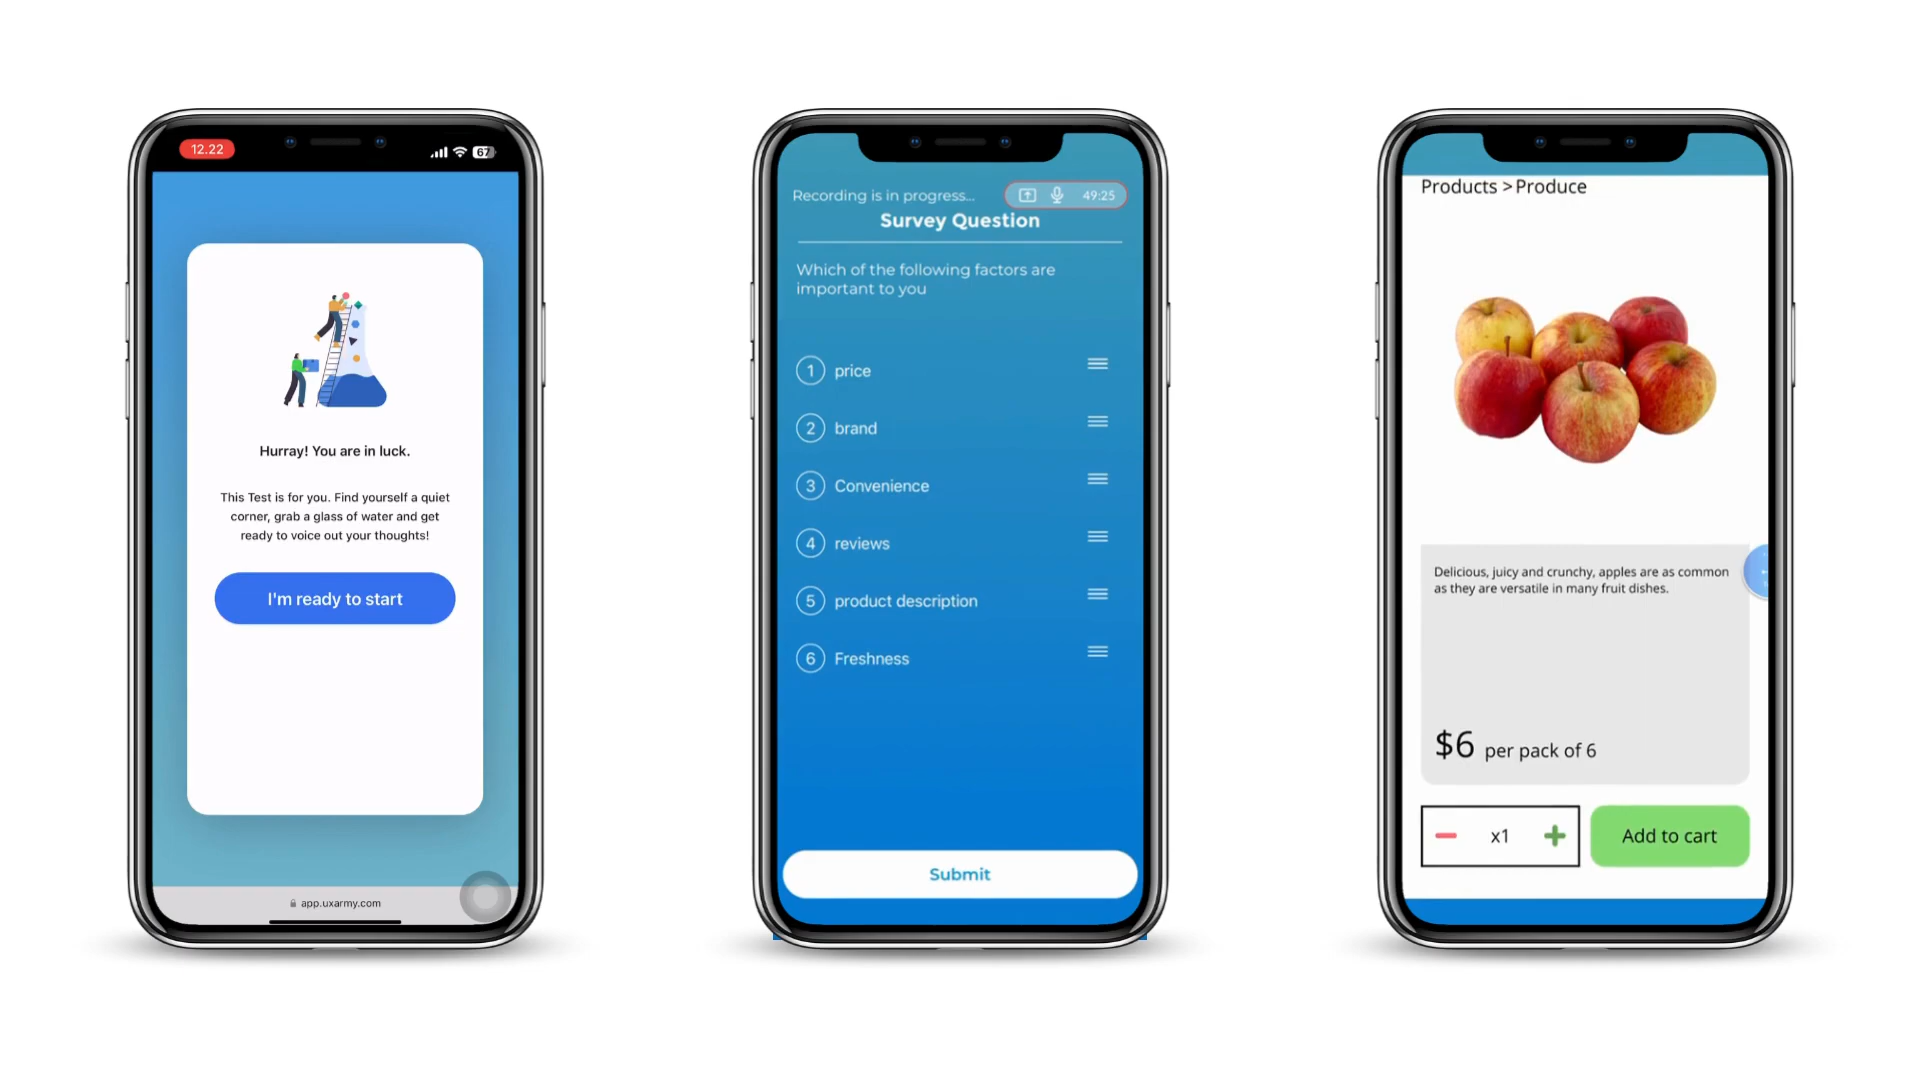 12.22
67
Hurray! You are in luck.
This Test is for you. Find yourself a quiet
corner, grab a glass of water and get
ready to voice out your thoughts!
I'm ready to start
app.uxarmy.com
Recording is in progress...
49:25
Survey Question
Which of the following factors are
important to you
1 price
2 brand
3 Convenience
4 reviews
5 product description
6 Freshness
Submit
Products > Produce
Delicious, juicy and crunchy, apples are as common
as they are versatile in many fruit dishes.
$6 per pack of 6
x1
Add to cart